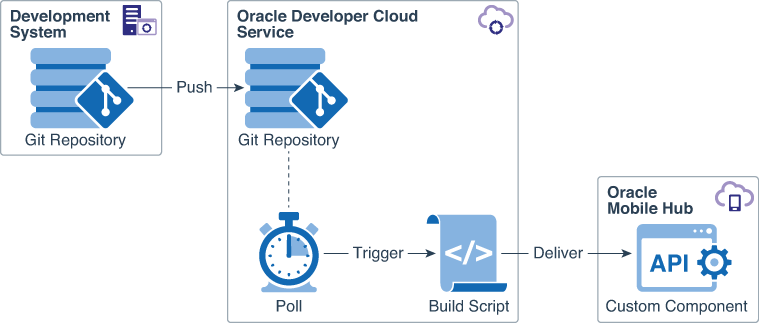 Development
System
Git Repository
Push
Oracle Developer Cloud
Service
Git Repository
Poll
Trigger
</>
Build Script
Deliver
Oracle
Mobile Hub
API
Custom Component